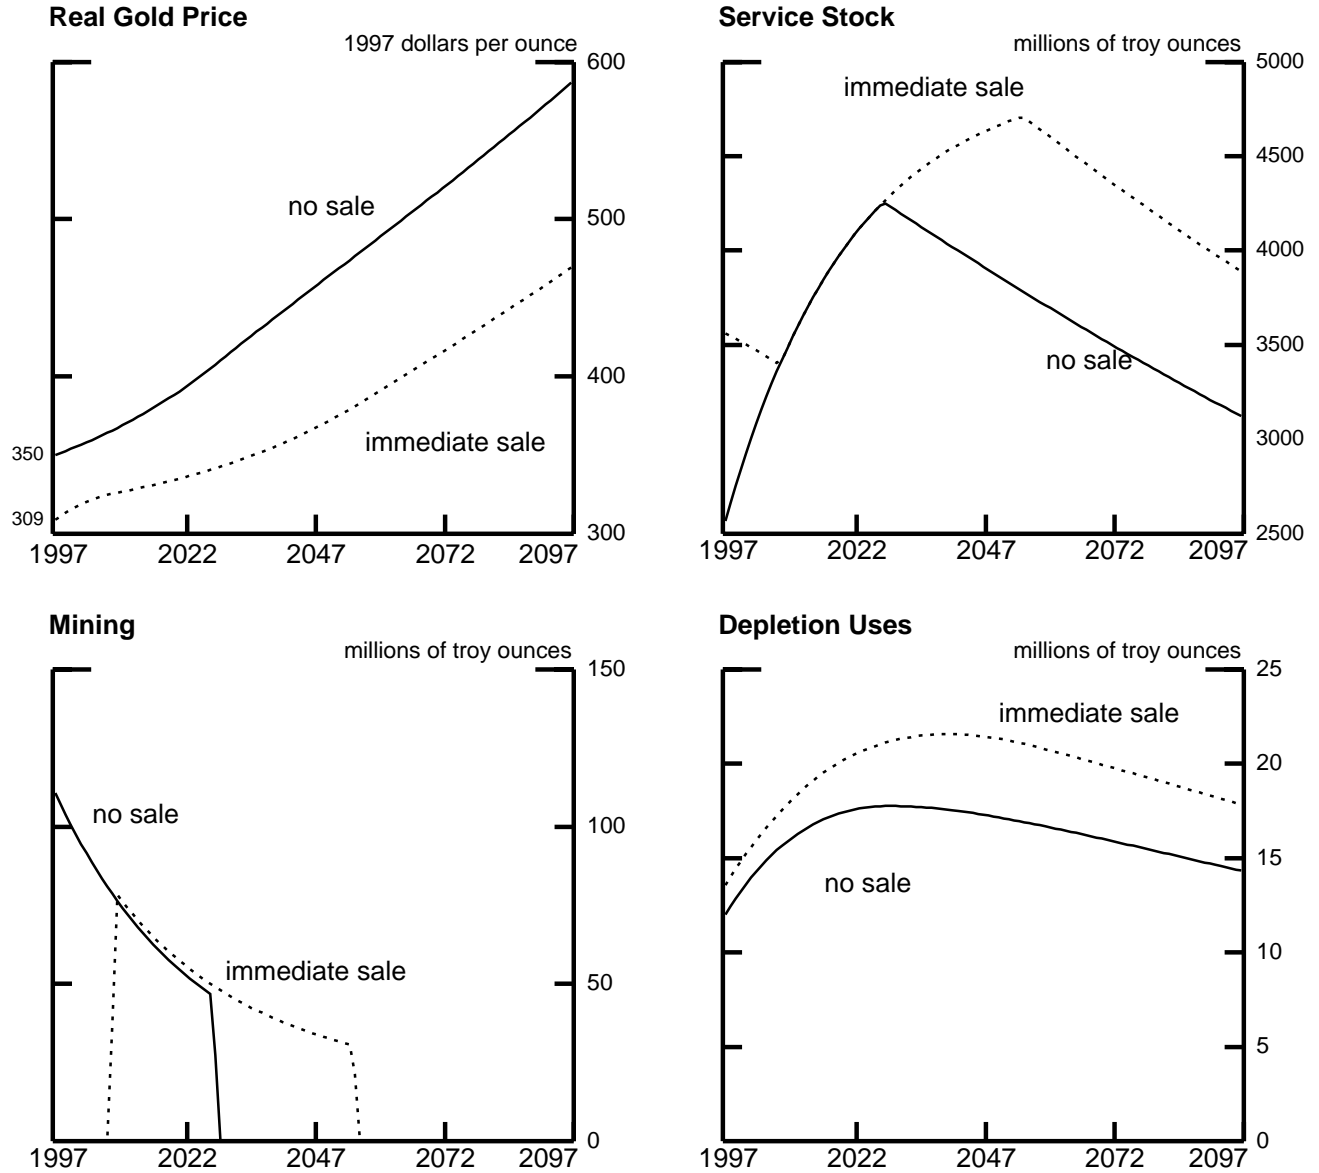 Real Gold Price
1997 dollars per ounce
600
no sale
500
400
350
immediate sale
309
300
1997 2022 2047 2072 2097
Service Stock
millions of troy ounces
5000
immediate sale
4500
4000
3500
no sale
3000
2500
1997 2022 2047 2072 2097
Mining
millions of troy ounces
150
no sale
100
immediate sale
50
0
1997 2022 2047 2072 2097
Depletion Uses
millions of troy ounces
25
immediate sale
20
15
no sale
10
5
0
1997 2022 2047 2072 2097